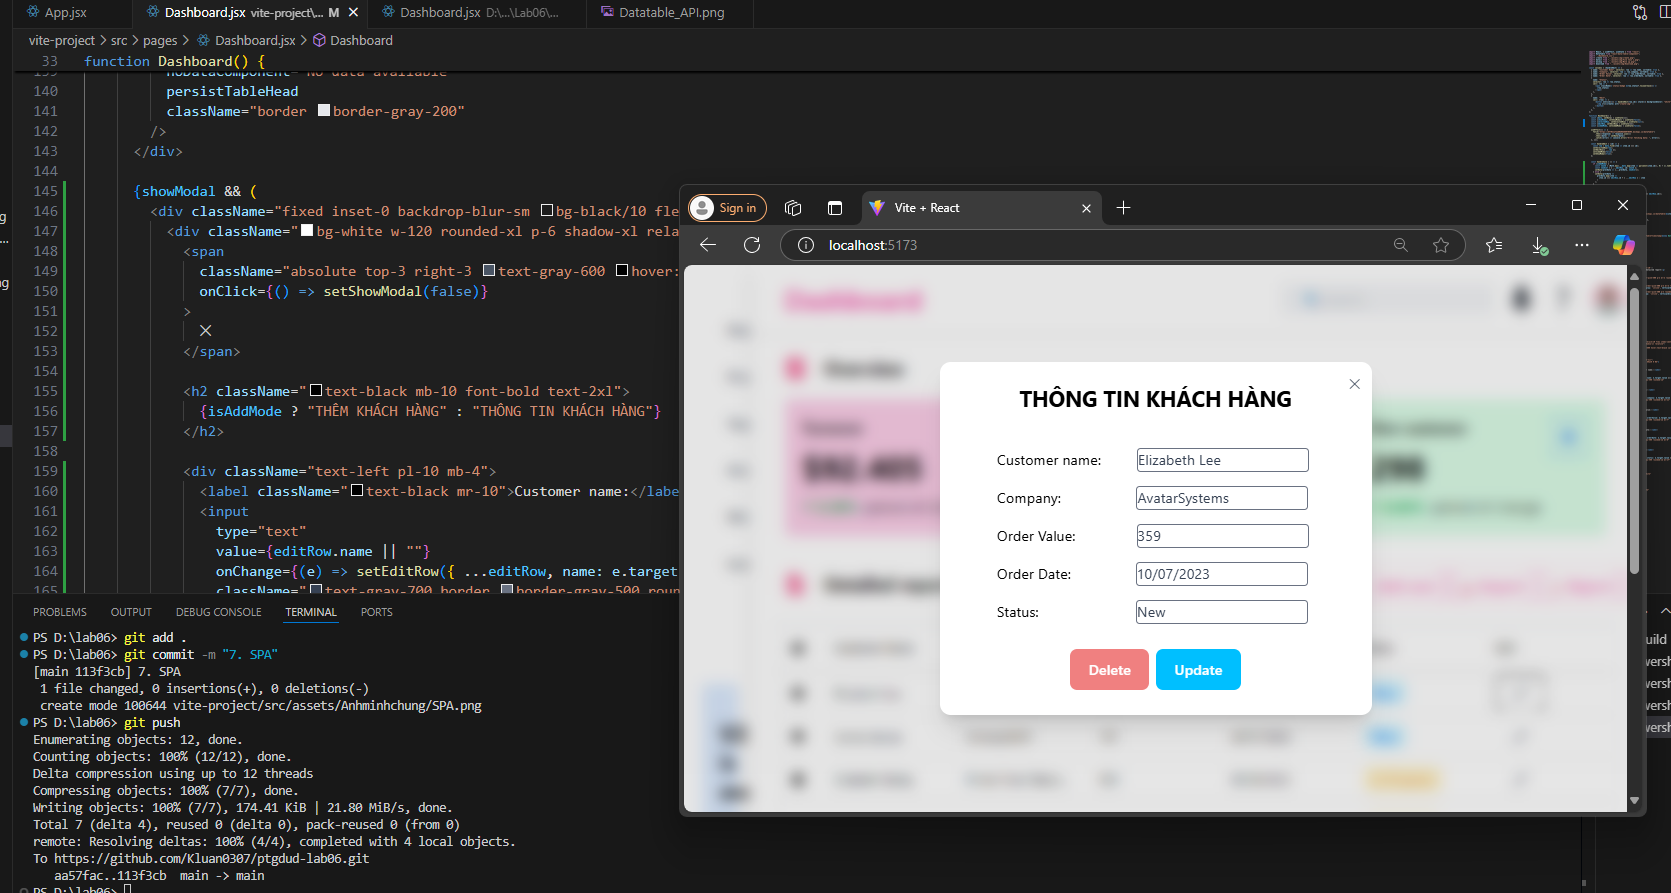 App.jsx
Dashboard.jsx vite-project\... M
Dashboard.jsx D:\...\Lab06\...
Datatable_API.png
vite-project > src > pages > Dashboard.jsx > Dashboard
33 function Dashboard() {
140 persistTableHead
141 className="border border-gray-200"
142 />
143 </div>
144
145 {showModal && (
146 <div className="fixed inset-0 backdrop-blur-sm bg-black/10 fle
147 <div className="bg-white w-120 rounded-xl p-6 shadow-xl rela
148 <span
149 className="absolute top-3 right-3 text-gray-600 hover:
150 onClick={() => setShowModal(false)}
151 >
152 ✕
153 </span>
154
155 <h2 className="text-black mb-10 font-bold text-2xl">
156 {isAddMode ? "THÊM KHÁCH HÀNG" : "THÔNG TIN KHÁCH HÀNG"}
157 </h2>
158
159 <div className="text-left pl-10 mb-4">
160 <label className="text-black mr-10">Customer name:</labe
161 <input
162 type="text"
163 value={editRow.name || ""}
164 onChange={(e) => setEditRow({ ...editRow, name: e.target
165 className="text-gray-700 border border-gray-500 roun
PROBLEMS OUTPUT DEBUG CONSOLE TERMINAL PORTS
PS D:\lab06> git add .
PS D:\lab06> git commit -m "7. SPA"
[main 113f3cb] 7. SPA
1 file changed, 0 insertions(+), 0 deletions(-)
create mode 100644 vite-project/src/assets/Anhminhchung/SPA.png
PS D:\lab06> git push
Enumerating objects: 12, done.
Counting objects: 100% (12/12), done.
Delta compression using up to 12 threads
Compressing objects: 100% (7/7), done.
Writing objects: 100% (7/7), 174.41 KiB | 21.80 MiB/s, done.
Total 7 (delta 4), reused 0 (delta 0), pack-reused 0 (from 0)
remote: Resolving deltas: 100% (4/4), completed with 4 local objects.
To https://github.com/Kluan0307/ptgdud-lab06.git
aa57fac..113f3cb main -> main
PS D:\lab06>
Sign in
Vite + React
localhost:5173
Dashboard
Overview
$92.405
298
THÔNG TIN KHÁCH HÀNG
Customer name: Elizabeth Lee
Company: AvatarSystems
Order Value: 359
Order Date: 10/07/2023
Status: New
Delete Update